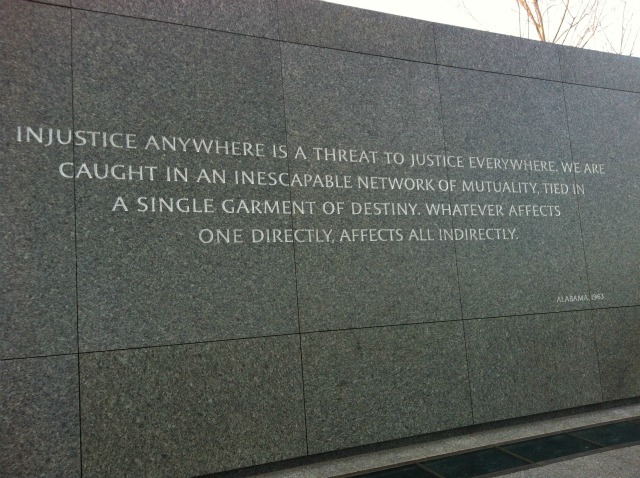 INJUSTICE ANYWHERE IS A THREAT TO JUSTICE EVERYWHERE. WE ARE
CAUGHT IN AN INESCAPABLE NETWORK OF MUTUALITY, TIED IN
A SINGLE GARMENT OF DESTINY. WHATEVER AFFECTS
ONE DIRECTLY, AFFECTS ALL INDIRECTLY.
ALABAMA, 1963